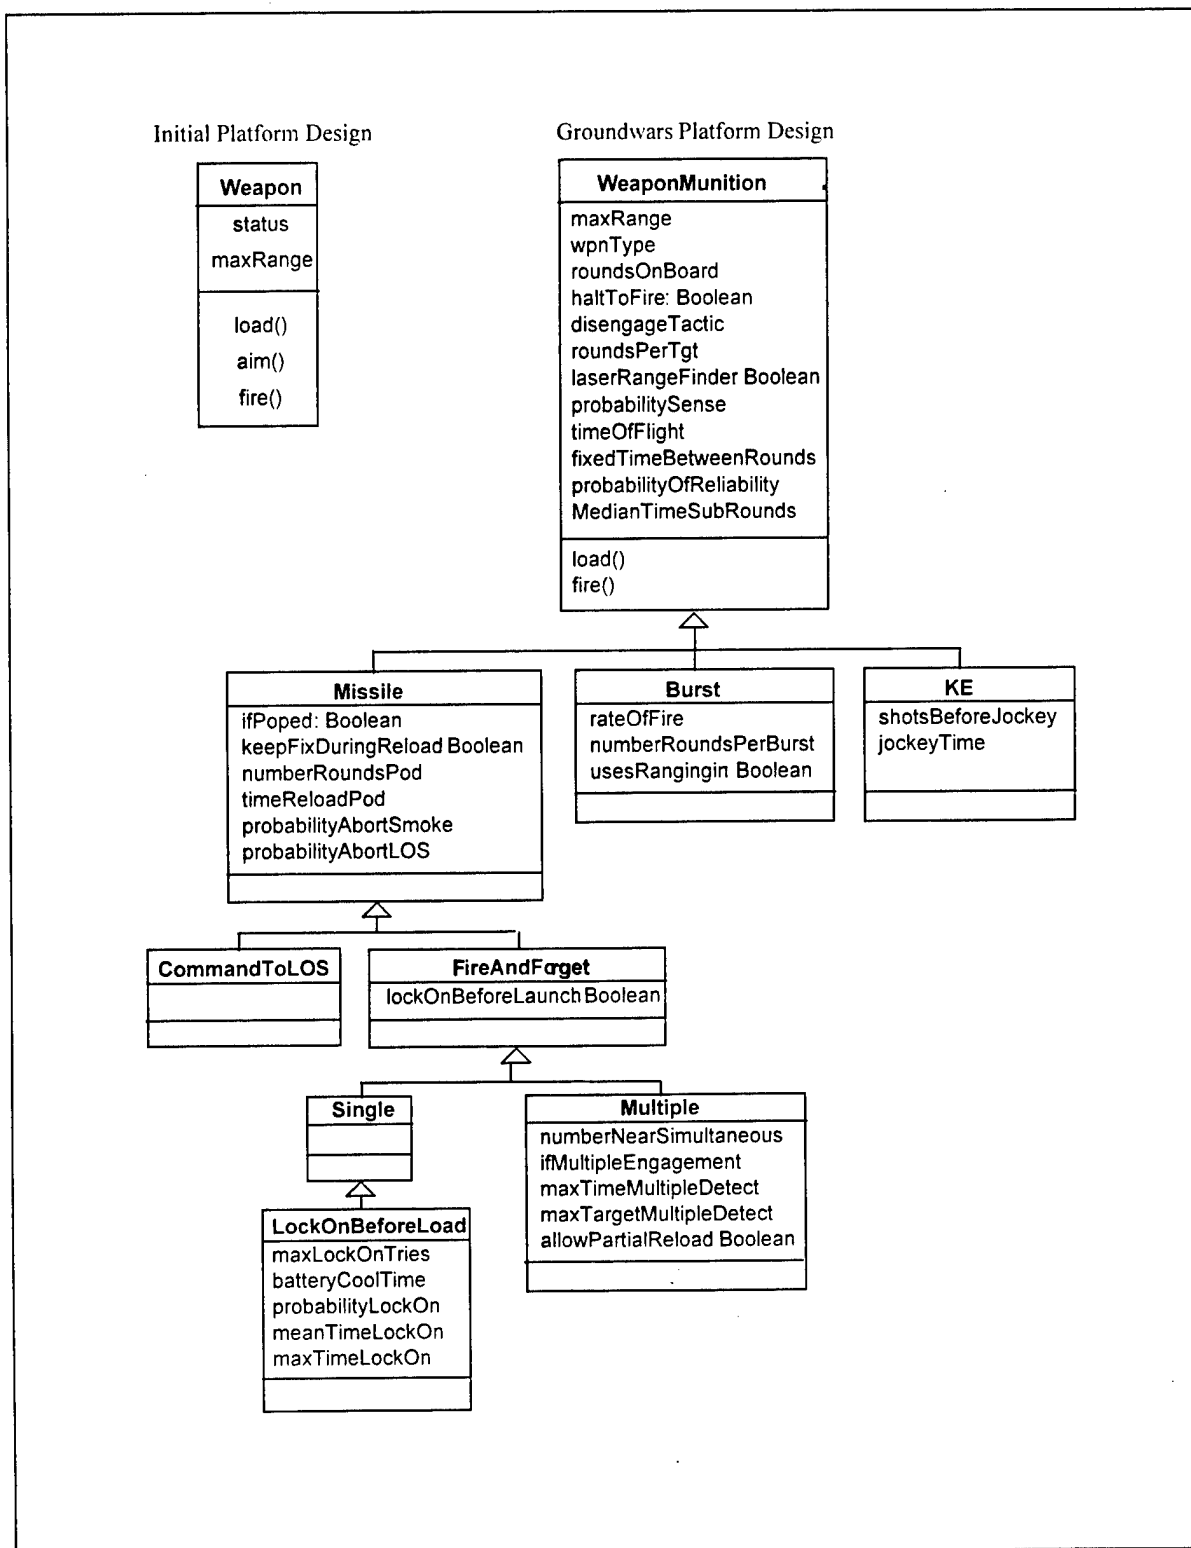 Initial Platform Design
Groundwars Platform Design
Weapon
status
maxRange
load()
aim()
fire()
WeaponMunition
maxRange
wpnType
roundsOnBoard
haltToFire: Boolean
disengageTactic
roundsPerTgt
laserRangeFinder Boolean
probabilitySense
timeOfFlight
fixedTimeBetweenRounds
probabilityOfReliability
MedianTimeSubRounds
load()
fire()
Missile
ifPoped: Boolean
keepFixDuringReload Boolean
numberRoundsPod
timeReloadPod
probabilityAbortSmoke
probabilityAbortLOS
Burst
rateOfFire
numberRoundsPerBurst
usesRangingin Boolean
KE
shotsBeforeJockey
jockeyTime
CommandToLOS
FireAndForget
lockOnBeforeLaunch Boolean
Single
Multiple
numberNearSimultaneous
ifMultipleEngagement
maxTimeMultipleDetect
maxTargetMultipleDetect
allowPartialReload Boolean
LockOnBeforeLoad
maxLockOnTries
batteryCoolTime
probabilityLockOn
meanTimeLockOn
maxTimeLockOn